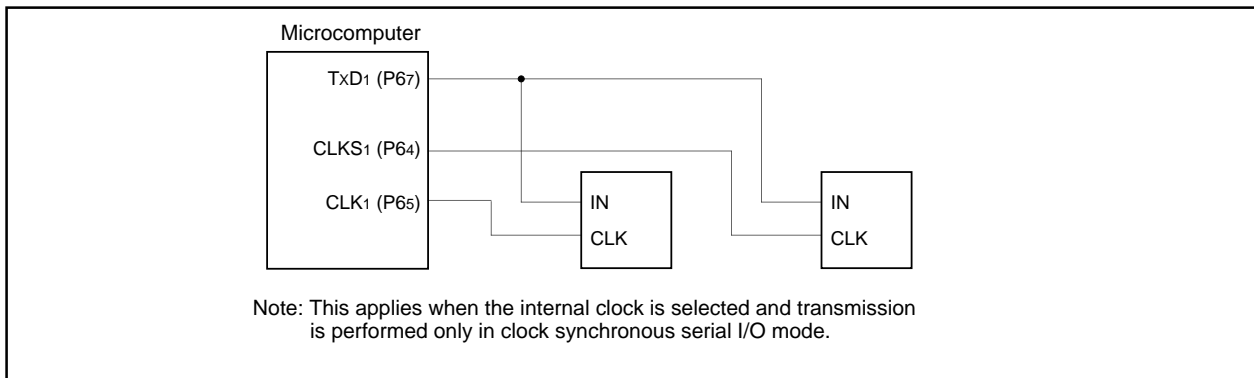 Microcomputer
TXD1 (P67)
CLKS1 (P64)
CLK1 (P65)
IN
CLK
IN
CLK
Note: This applies when the internal clock is selected and transmission
is performed only in clock synchronous serial I/O mode.